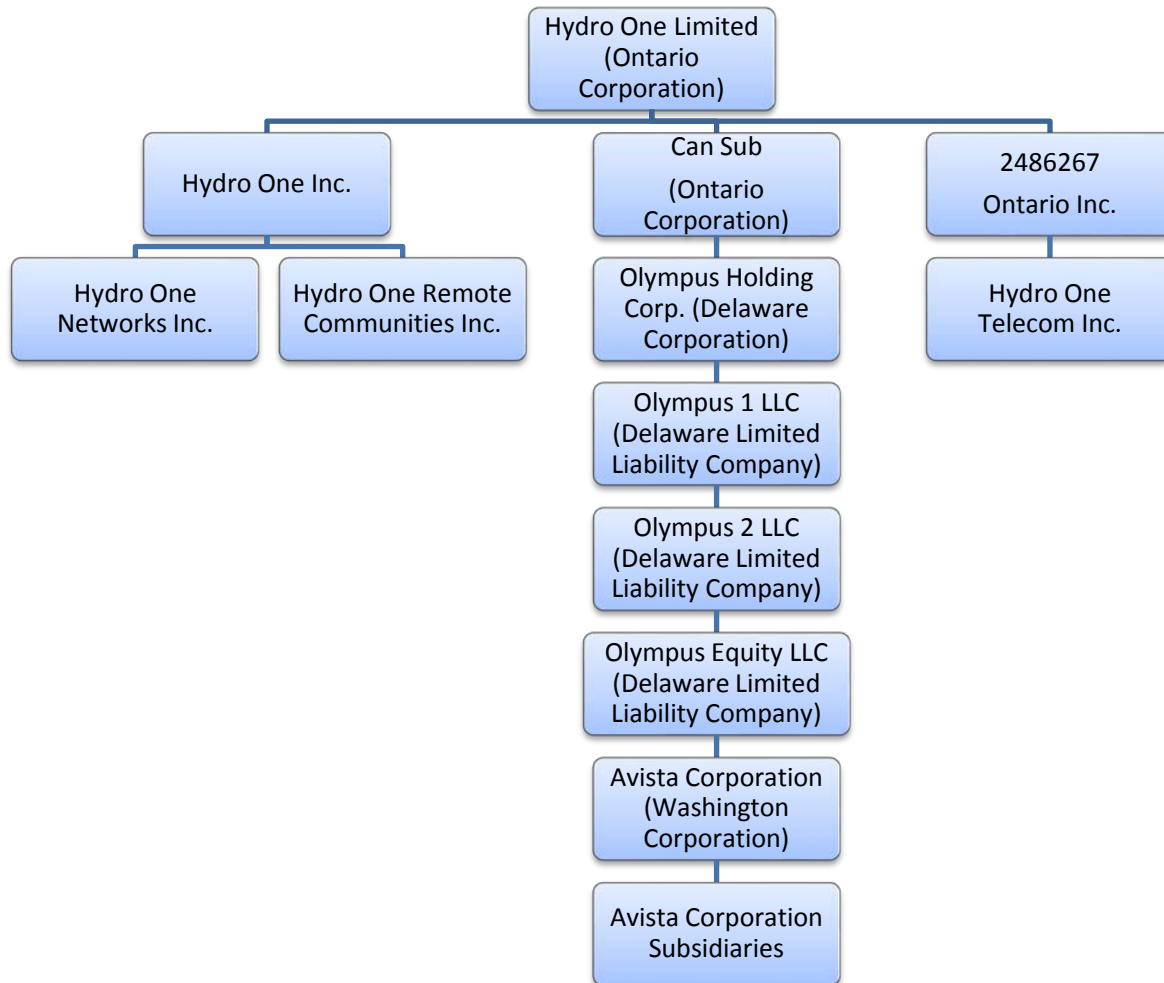 Hydro One Limited
(Ontario
Corporation)
Hydro One Inc.
Can Sub
(Ontario
Corporation)
2486267
Ontario Inc.
Hydro One
Networks Inc.
Hydro One Remote
Communities Inc.
Olympus Holding
Corp. (Delaware
Corporation)
Hydro One
Telecom Inc.
Olympus 1 LLC
(Delaware Limited
Liability Company)
Olympus 2 LLC
(Delaware Limited
Liability Company)
Olympus Equity LLC
(Delaware Limited
Liability Company)
Avista Corporation
(Washington
Corporation)
Avista Corporation
Subsidiaries